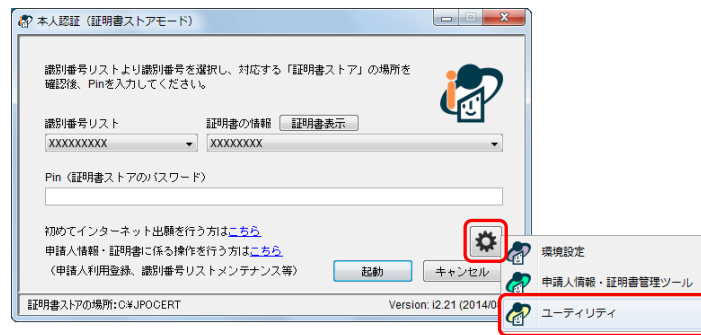 本人認証（証明書ストアモード）
識別番号リストより識別番号を選択し、対応する「証明書ストア」の場所を
確認後、Pinを入力してください。
識別番号リスト 証明書の情報 証明書表示
XXXXXXXXX XXXXXXXX
Pin（証明書ストアのパスワード）
初めてインターネット出願を行う方はこちら
申請人情報・証明書に係る操作を行う方はこちら
（申請人利用登録、識別番号リストメンテナンス等） 起動 キャンセル
証明書ストアの場所:C¥JPOCERT Version: i2.21 (2014/0
環境設定
申請人情報・証明書管理ツール
ユーティリティ